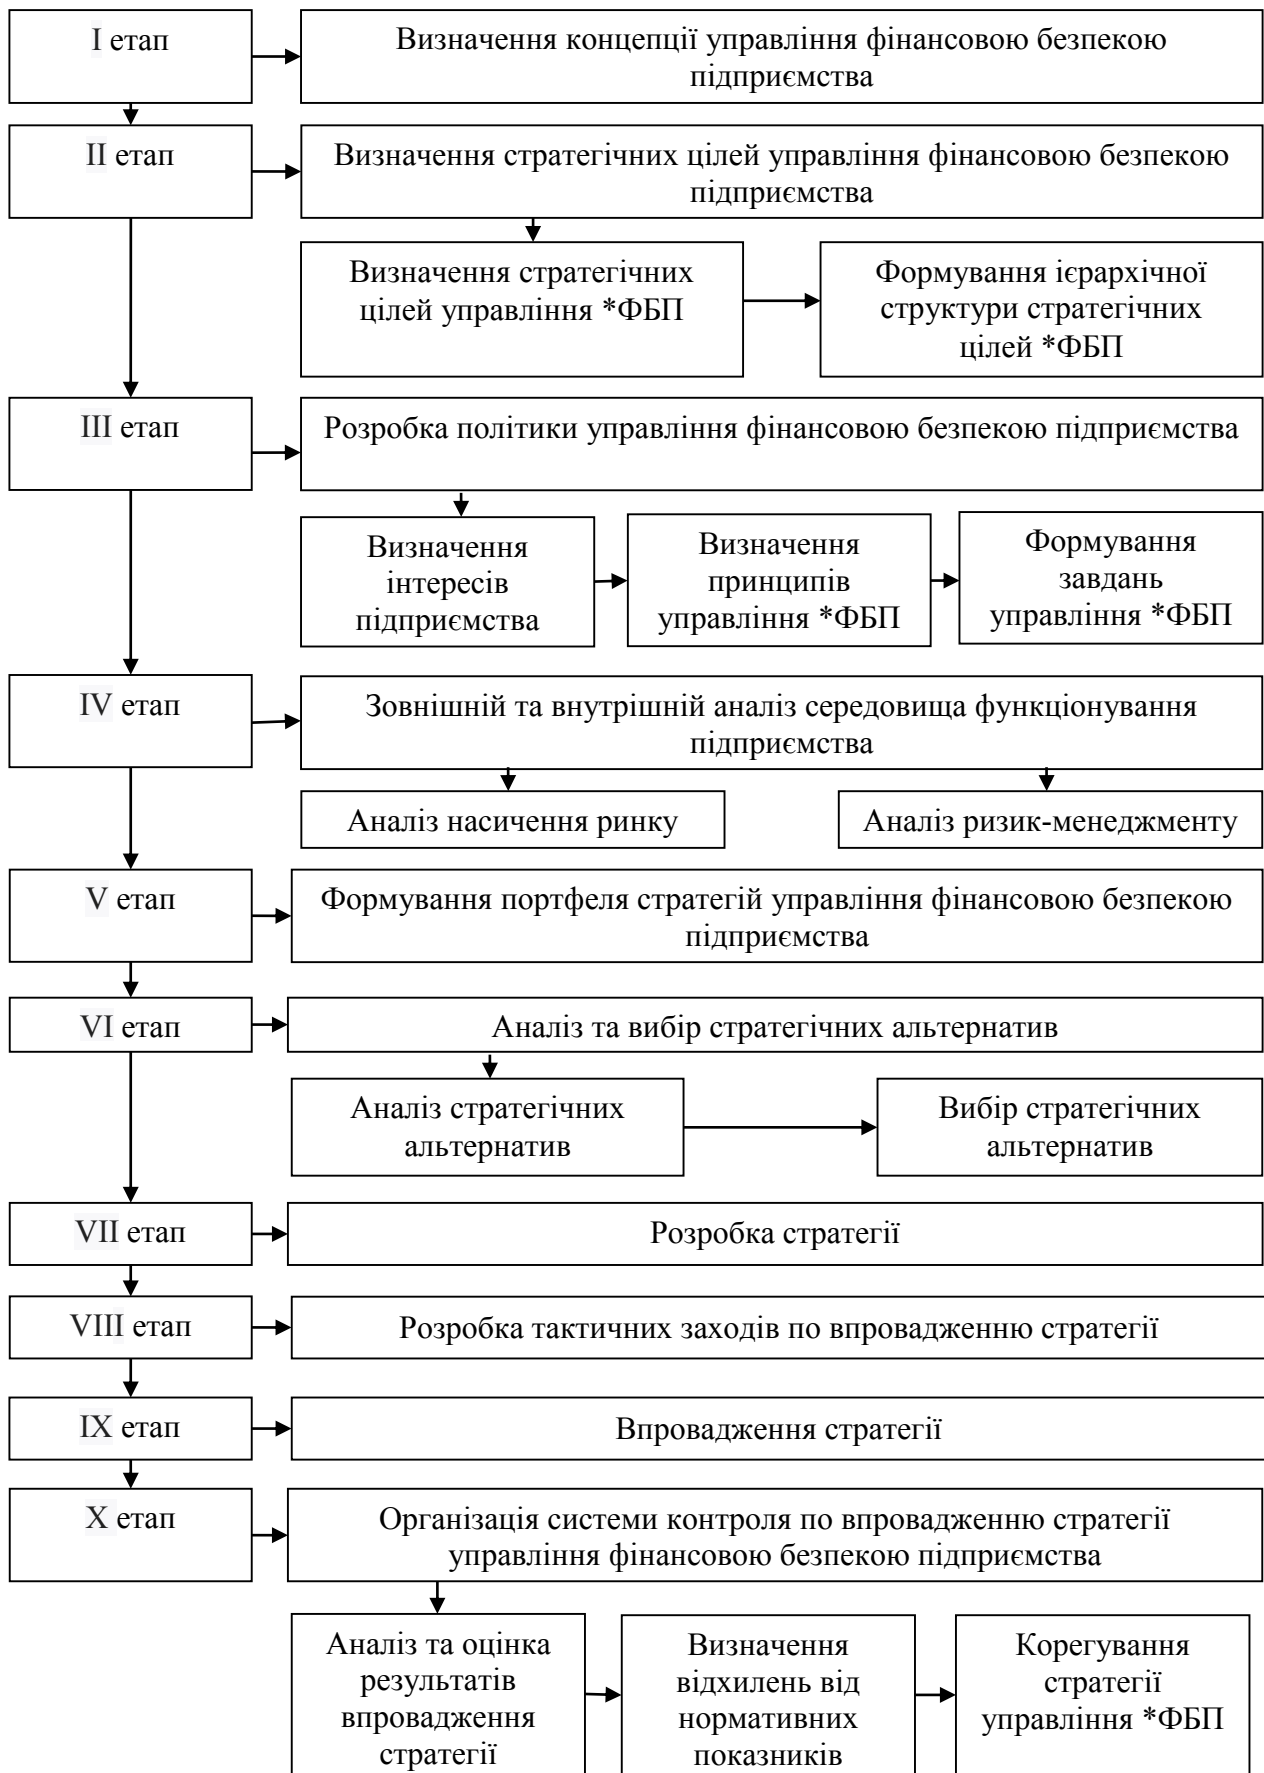 I етап
Визначення концепції управління фінансовою безпекою
підприємства
II етап
Визначення стратегічних цілей управління фінансовою безпекою
підприємства
Визначення стратегічних
цілей управління *ФБП
Формування ієрархічної
структури стратегічних
цілей *ФБП
III етап
Розробка політики управління фінансовою безпекою підприємства
Визначення
інтересів
підприємства
Визначення
принципів
управління *ФБП
Формування
завдань
управління *ФБП
IV етап
Зовнішній та внутрішній аналіз середовища функціонування
підприємства
Аналіз насичення ринку
Аналіз ризик-менеджменту
V етап
Формування портфеля стратегій управління фінансовою безпекою
підприємства
VI етап
Аналіз та вибір стратегічних альтернатив
Аналіз стратегічних
альтернатив
Вибір стратегічних
альтернатив
VII етап
Розробка стратегії
VIII етап
Розробка тактичних заходів по впровадженню стратегії
IX етап
Впровадження стратегії
X етап
Організація системи контроля по впровадженню стратегії
управління фінансовою безпекою підприємства
Аналіз та оцінка
результатів
впровадження
стратегії
Визначення
відхилень від
нормативних
показників
Корегування
стратегії
управління *ФБП